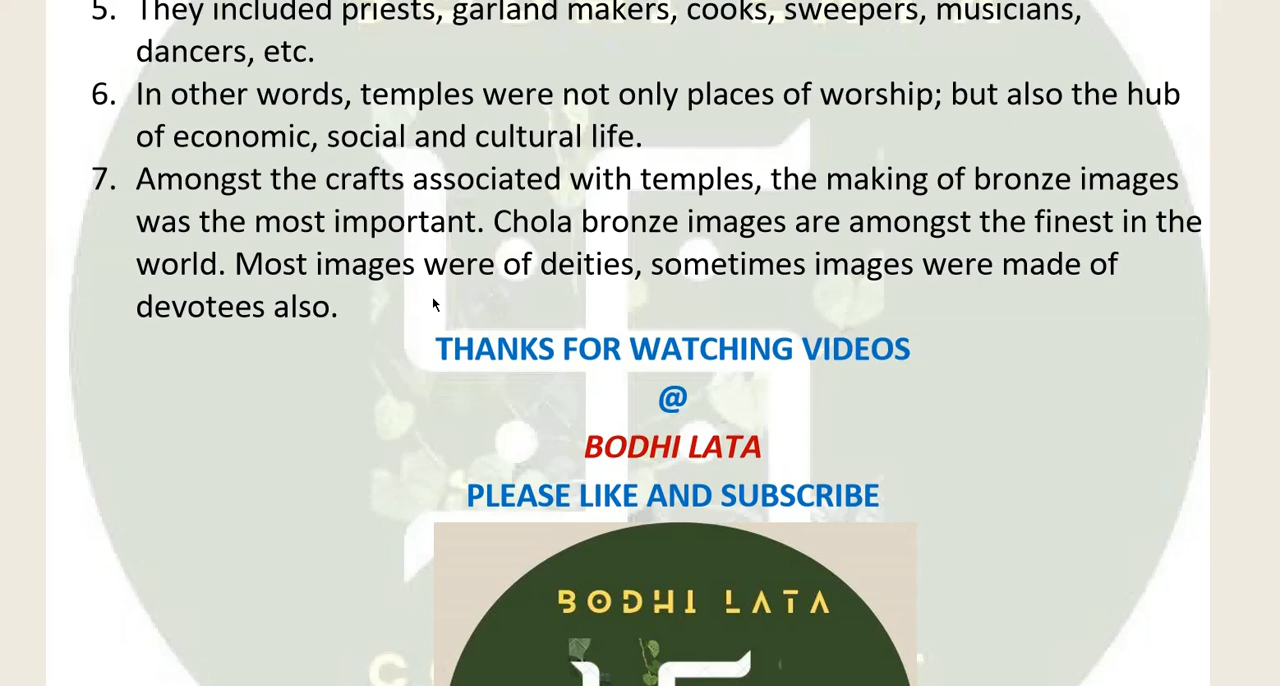 5. They included priests, garland makers, cooks, sweepers, musicians,
dancers, etc.
6. In other words, temples were not only places of worship; but also the hub
of economic, social and cultural life.
7. Amongst the crafts associated with temples, the making of bronze images
was the most important. Chola bronze images are amongst the finest in the
world. Most images were of deities, sometimes images were made of
devotees also.
THANKS FOR WATCHING VIDEOS
@
BODHI LATA
PLEASE LIKE AND SUBSCRIBE
BODHI LATA